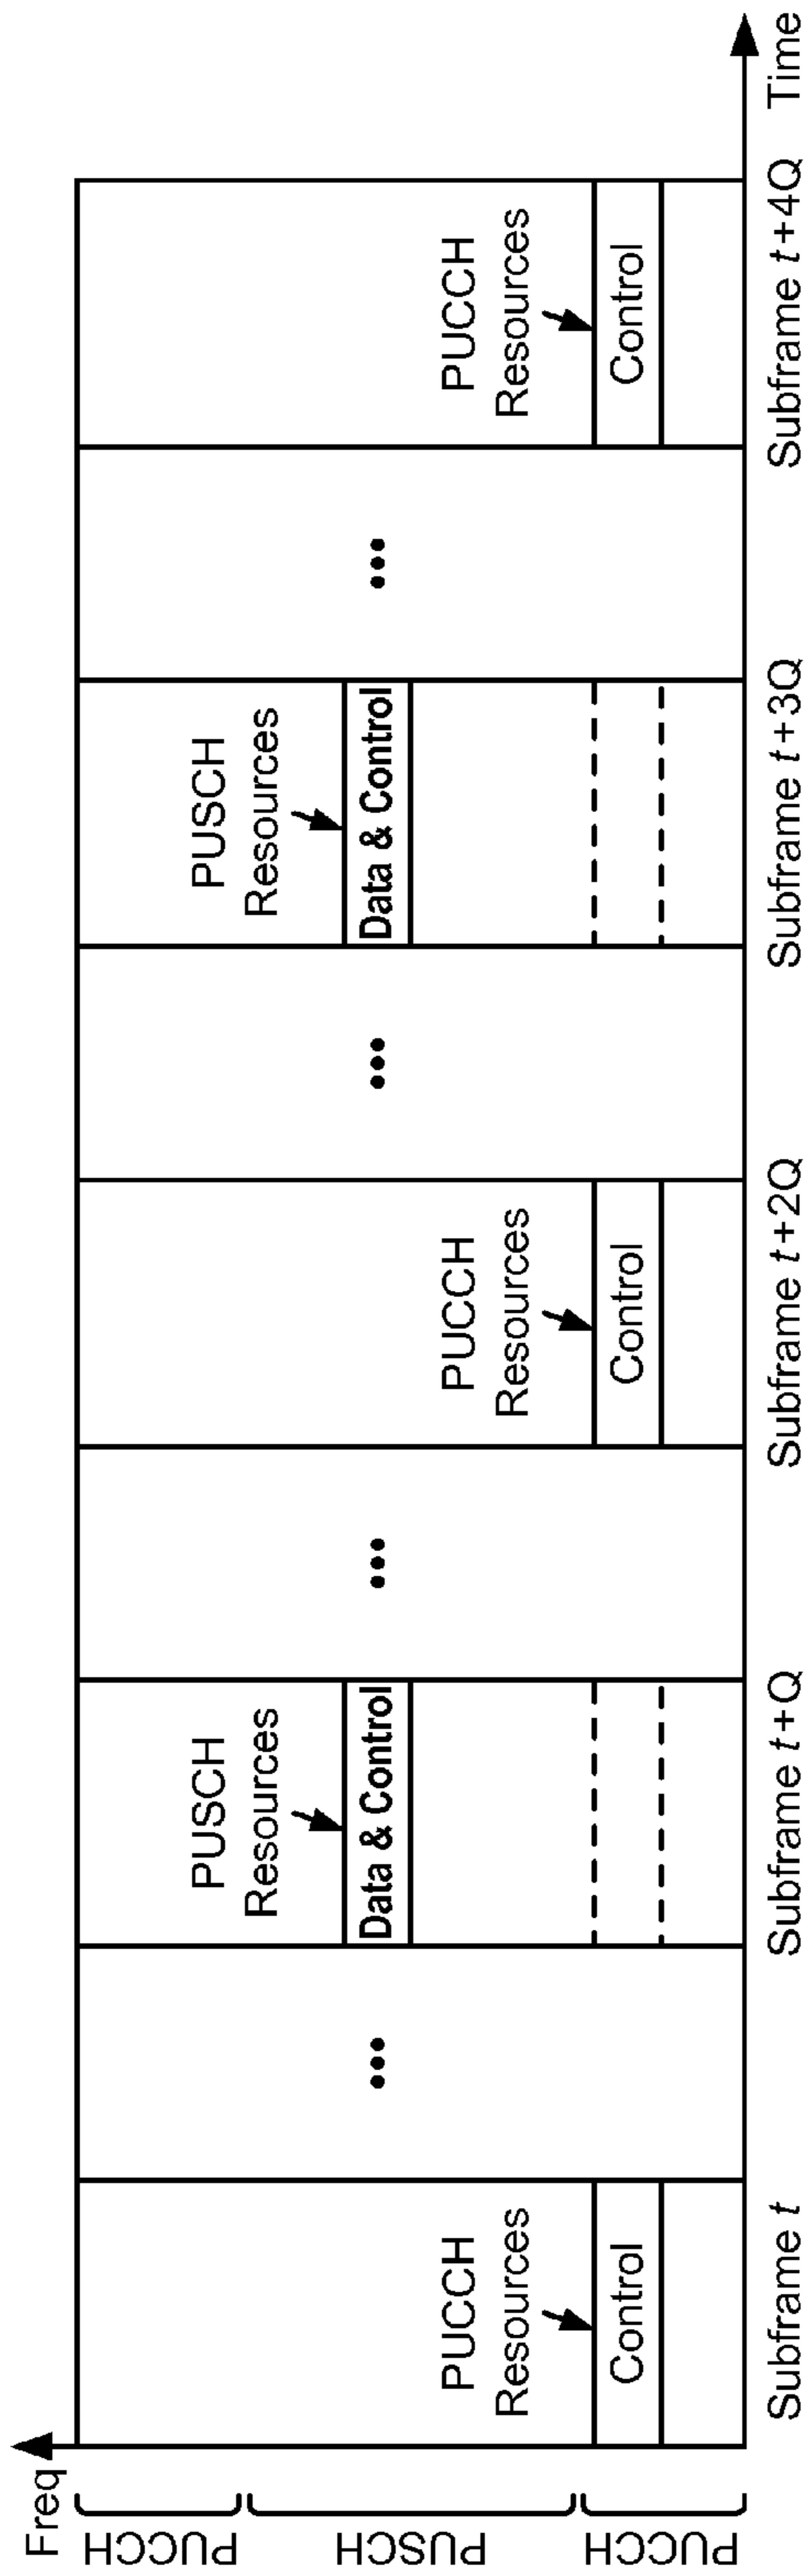 Freq
PUCCH
PUSCH
PUCCH
PUCCH
Resources
Control
PUSCH
Resources
Data & Control
PUCCH
Resources
Control
PUSCH
Resources
Data & Control
PUCCH
Resources
Control
...
...
...
...
Subframe t
Subframe t+Q
Subframe t+2Q
Subframe t+3Q
Subframe t+4Q
Time